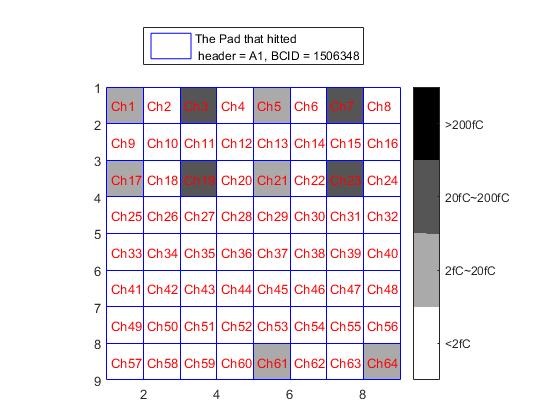 The Pad that hitted
header = A1, BCID = 1506348
1
Ch1 Ch2 Ch3 Ch4 Ch5 Ch6 Ch7 Ch8
>200fC
2
Ch9 Ch10 Ch11 Ch12 Ch13 Ch14 Ch15 Ch16
3
Ch17 Ch18 Ch19 Ch20 Ch21 Ch22 Ch23 Ch24
20fC~200fC
4
Ch25 Ch26 Ch27 Ch28 Ch29 Ch30 Ch31 Ch32
5
Ch33 Ch34 Ch35 Ch36 Ch37 Ch38 Ch39 Ch40
2fC~20fC
6
Ch41 Ch42 Ch43 Ch44 Ch45 Ch46 Ch47 Ch48
7
Ch49 Ch50 Ch51 Ch52 Ch53 Ch54 Ch55 Ch56
<2fC
8
Ch57 Ch58 Ch59 Ch60 Ch61 Ch62 Ch63 Ch64
9
2 4 6 8